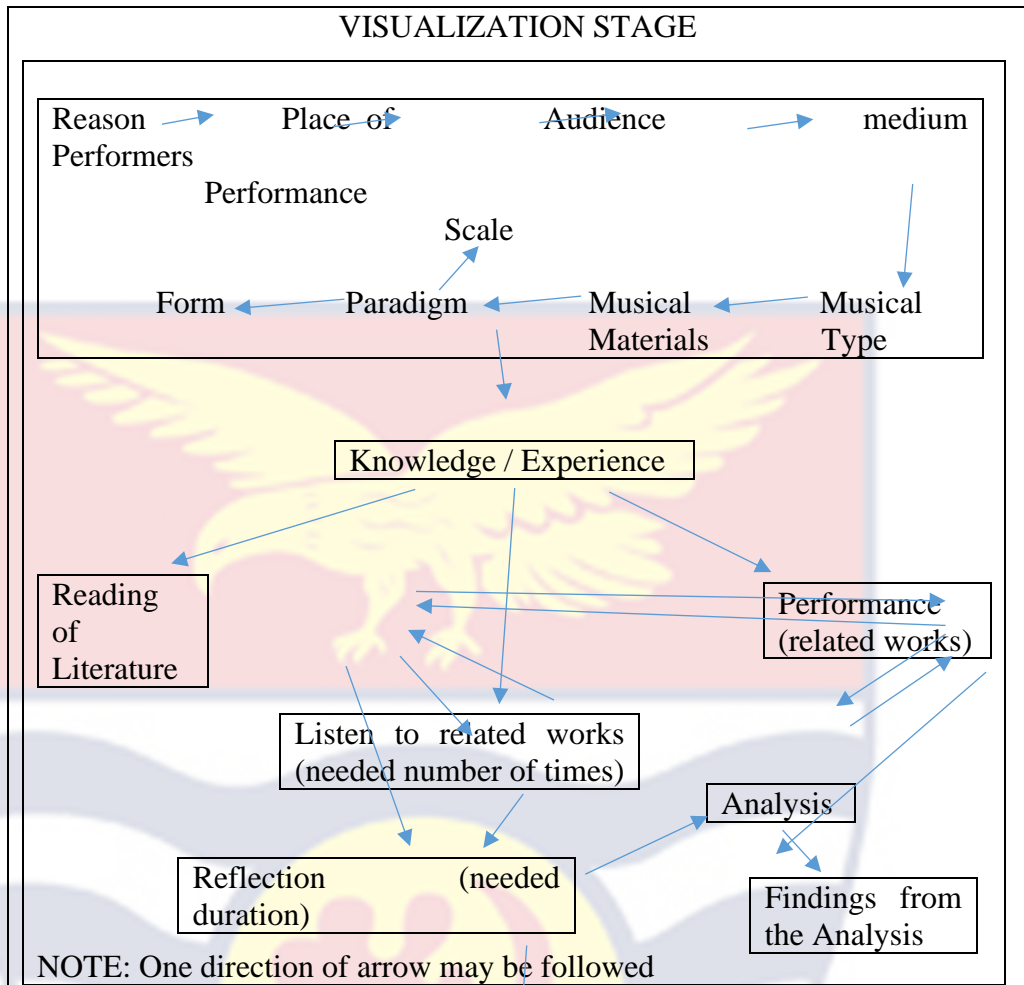 VISUALIZATION STAGE
Reason Place of Audience medium
Performers
Performance
Scale
Form Paradigm Musical Musical
Materials Type
Knowledge / Experience
Reading
of
Literature
Performance
(related works)
Listen to related works
(needed number of times)
Analysis
Reflection (needed
duration)
Findings from
the Analysis
NOTE: One direction of arrow may be followed